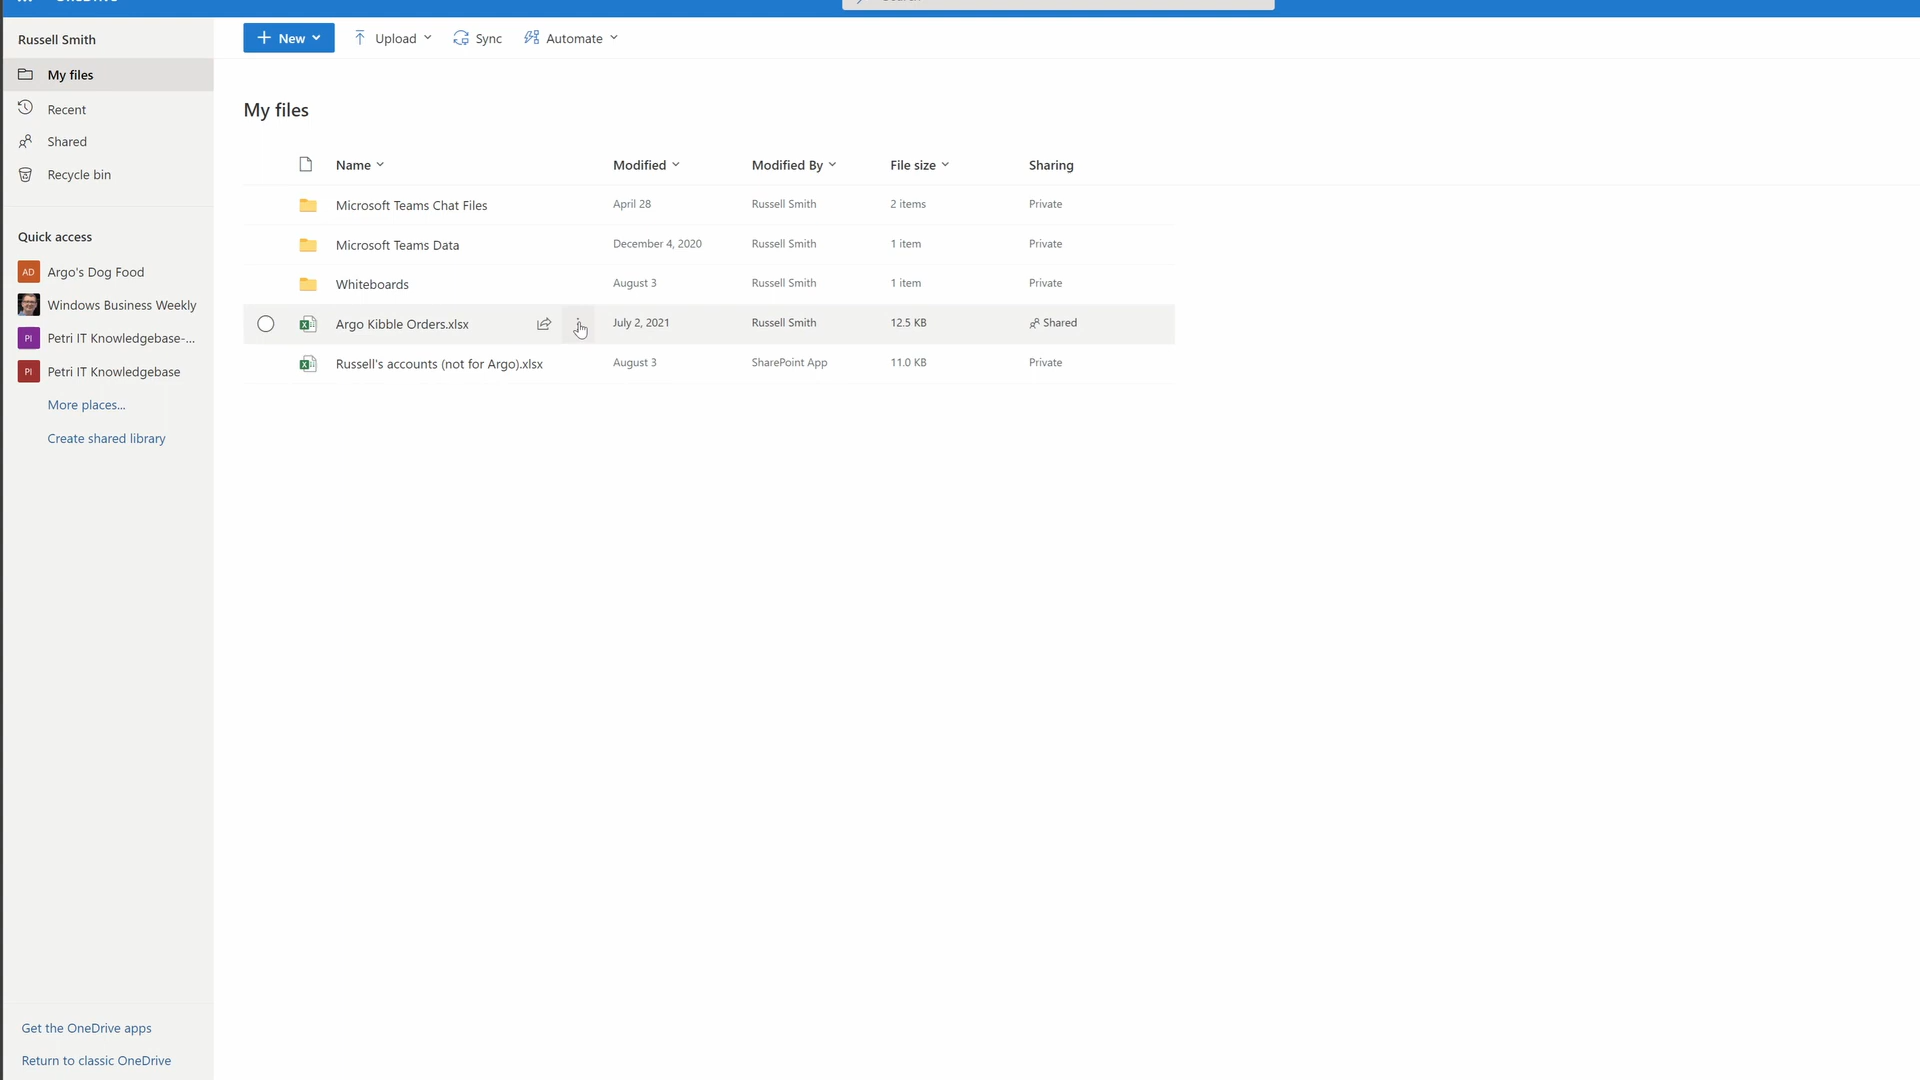 Russell Smith
New
Upload
Sync
Automate
My files
Recent
Shared
Recycle bin
Quick access
AD Argo's Dog Food
Windows Business Weekly
PI Petri IT Knowledgebase-...
PI Petri IT Knowledgebase
More places...
Create shared library
Get the OneDrive apps
Return to classic OneDrive
My files
Name Modified Modified By File size Sharing
Microsoft Teams Chat Files April 28 Russell Smith 2 items Private
Microsoft Teams Data December 4, 2020 Russell Smith 1 item Private
Whiteboards August 3 Russell Smith 1 item Private
Argo Kibble Orders.xlsx July 2, 2021 Russell Smith 12.5 KB Shared
Russell's accounts (not for Argo).xlsx August 3 SharePoint App 11.0 KB Private